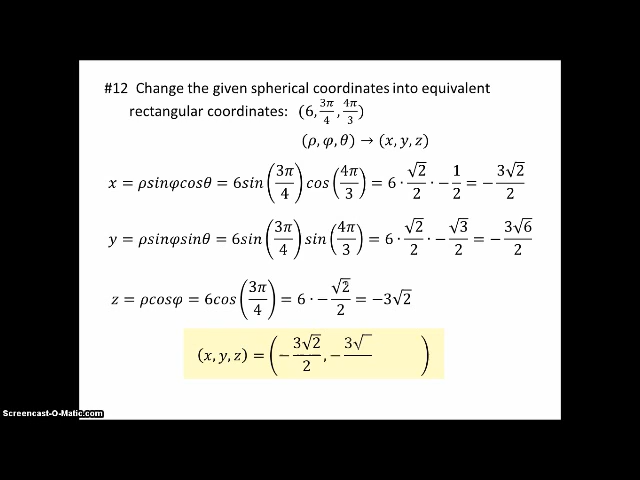 #12 Change the given spherical coordinates into equivalent
rectangular coordinates: (6, 3π/4, 4π/3)
(ρ, φ, θ) → (x, y, z)
x = ρsinφcosθ = 6sin(3π/4)cos(4π/3) = 6 · √2/2 · −1/2 = −3√2/2
y = ρsinφsinθ = 6sin(3π/4)sin(4π/3) = 6 · √2/2 · −√3/2 = −3√6/2
z = ρcosφ = 6cos(3π/4) = 6 · −√2/2 = −3√2
(x, y, z) = (−3√2/2, −3√ )
Screencast-O-Matic.com